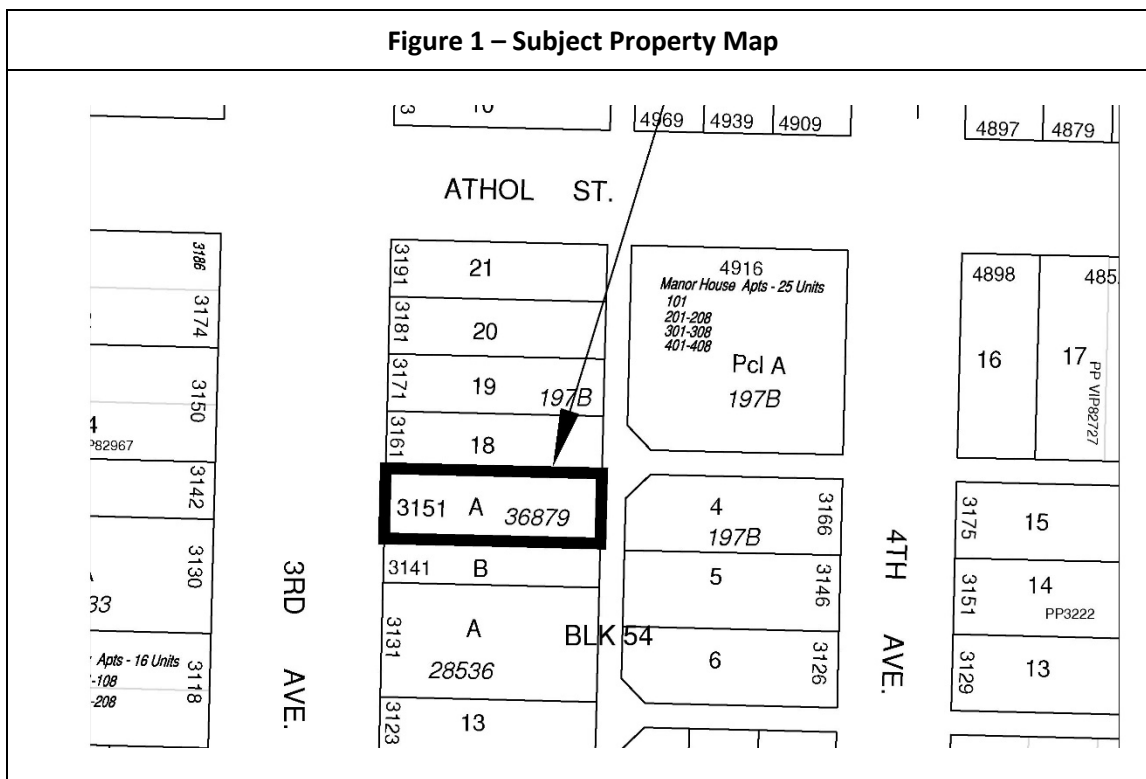 Figure 1 – Subject Property Map
4969 4939 4909
4897 4879
ATHOL ST.
3186
3174
3150
P82967
3142
3130
33
Apts - 16 Units
-108
-208
3118
3RD AVE.
3191 21
3181 20
3171 19 197B
3161 18
3151 A 36879
3141 B
3131 A
28536
3123 13
BLK 54
4916
Manor House Apts - 25 Units
101
201-208
301-308
401-408
Pcl A
197B
4 3166
197B
5 3146
6 3126
4TH AVE.
4898 485
16 17 PP VIP82727
3175 15
3151 14
PP3222
3129 13